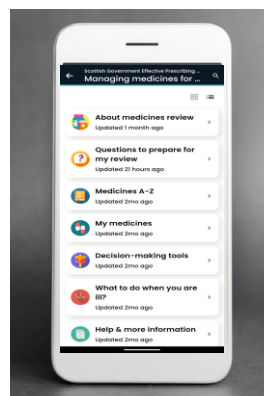 Scottish Government Effective Prescribing ...
Managing medicines for ...
About medicines review
Updated 1 month ago
Questions to prepare for
my review
Updated 21 hours ago
Medicines A-Z
Updated 2mo ago
My medicines
Updated 2mo ago
Decision-making tools
Updated 2mo ago
What to do when you are
ill?
Updated 2mo ago
Help & more information
Updated 2mo ago